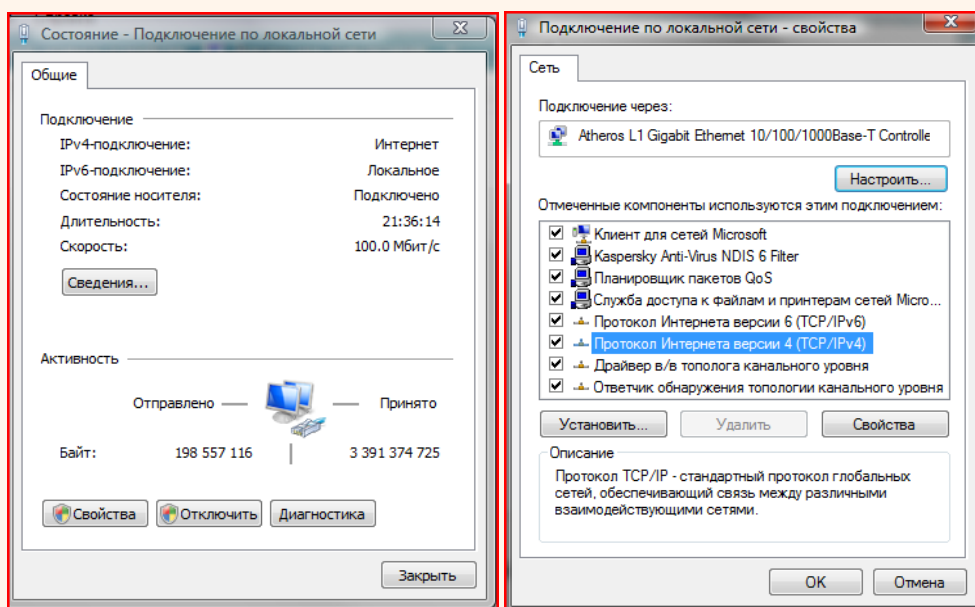 Состояние - Подключение по локальной сети
Общие
Подключение
IPv4-подключение: Интернет
IPv6-подключение: Локальное
Состояние носителя: Подключено
Длительность: 21:36:14
Скорость: 100.0 Мбит/с
Сведения...
Активность
Отправлено — — Принято
Байт: 198 557 116 | 3 391 374 725
Свойства Отключить Диагностика
Закрыть
Подключение по локальной сети - свойства
Сеть
Подключение через:
Atheros L1 Gigabit Ethernet 10/100/1000Base-T Controlle
Настроить...
Отмеченные компоненты используются этим подключением:
Клиент для сетей Microsoft
Kaspersky Anti-Virus NDIS 6 Filter
Планировщик пакетов QoS
Служба доступа к файлам и принтерам сетей Micro...
Протокол Интернета версии 6 (TCP/IPv6)
Протокол Интернета версии 4 (TCP/IPv4)
Драйвер в/в тополога канального уровня
Ответчик обнаружения топологии канального уровня
Установить... Удалить Свойства
Описание
Протокол TCP/IP - стандартный протокол глобальных
сетей, обеспечивающий связь между различными
взаимодействующими сетями.
OK Отмена